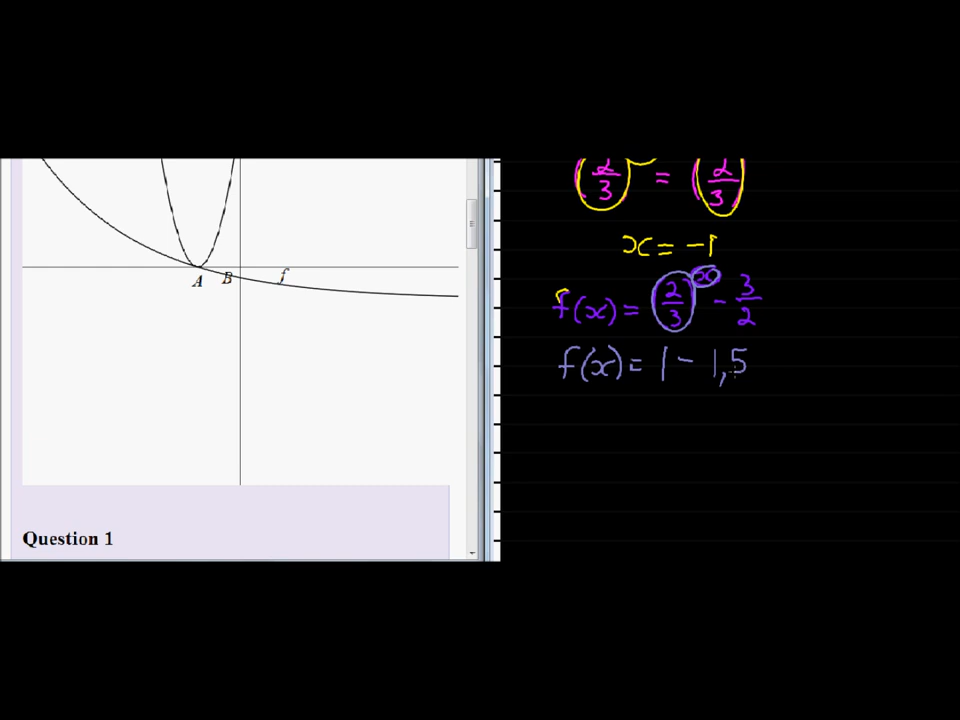 A B f
Question 1
(2/3) = (2/3)
x = -1
f(x) = (2/3)^x - 3/2
f(x) = 1 - 1,5